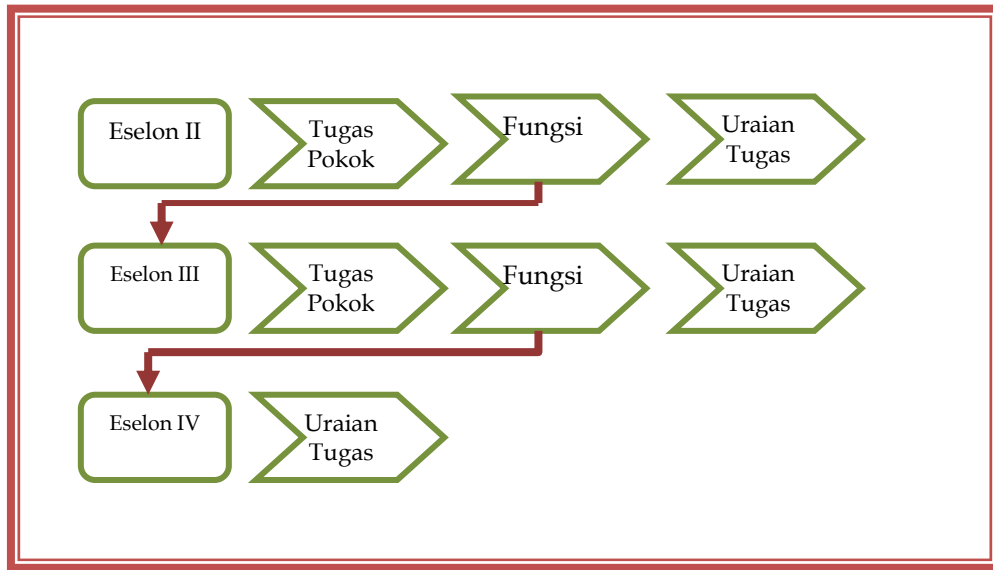 Eselon II
Tugas
Pokok
Fungsi
Uraian
Tugas
Eselon III
Tugas
Pokok
Fungsi
Uraian
Tugas
Eselon IV
Uraian
Tugas